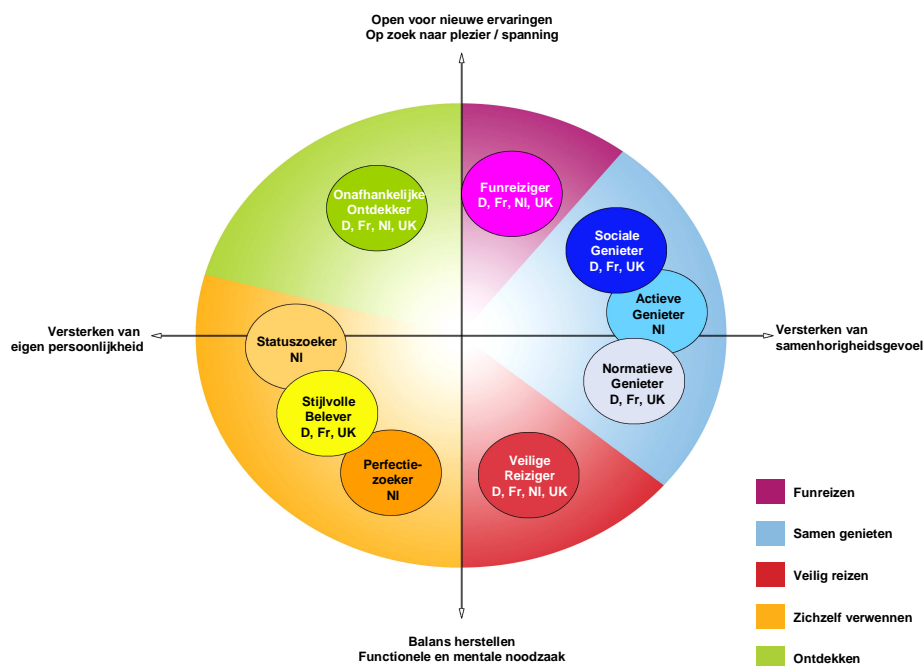 Open voor nieuwe ervaringen
Op zoek naar plezier / spanning
Onafhankelijke
Ontdekker
D, Fr, Nl, UK
Funreiziger
D, Fr, Nl, UK
Sociale
Genieter
D, Fr, UK
Actieve
Genieter
Nl
Versterken van
eigen persoonlijkheid
Versterken van
samenhorigheidsgevoel
Statuszoeker
Nl
Normatieve
Genieter
D, Fr, UK
Stijlvolle
Belever
D, Fr, UK
Perfectie-
zoeker
Nl
Veilige
Reiziger
D, Fr, Nl, UK
Funreizen
Samen genieten
Veilig reizen
Zichzelf verwennen
Ontdekken
Balans herstellen
Functionele en mentale noodzaak